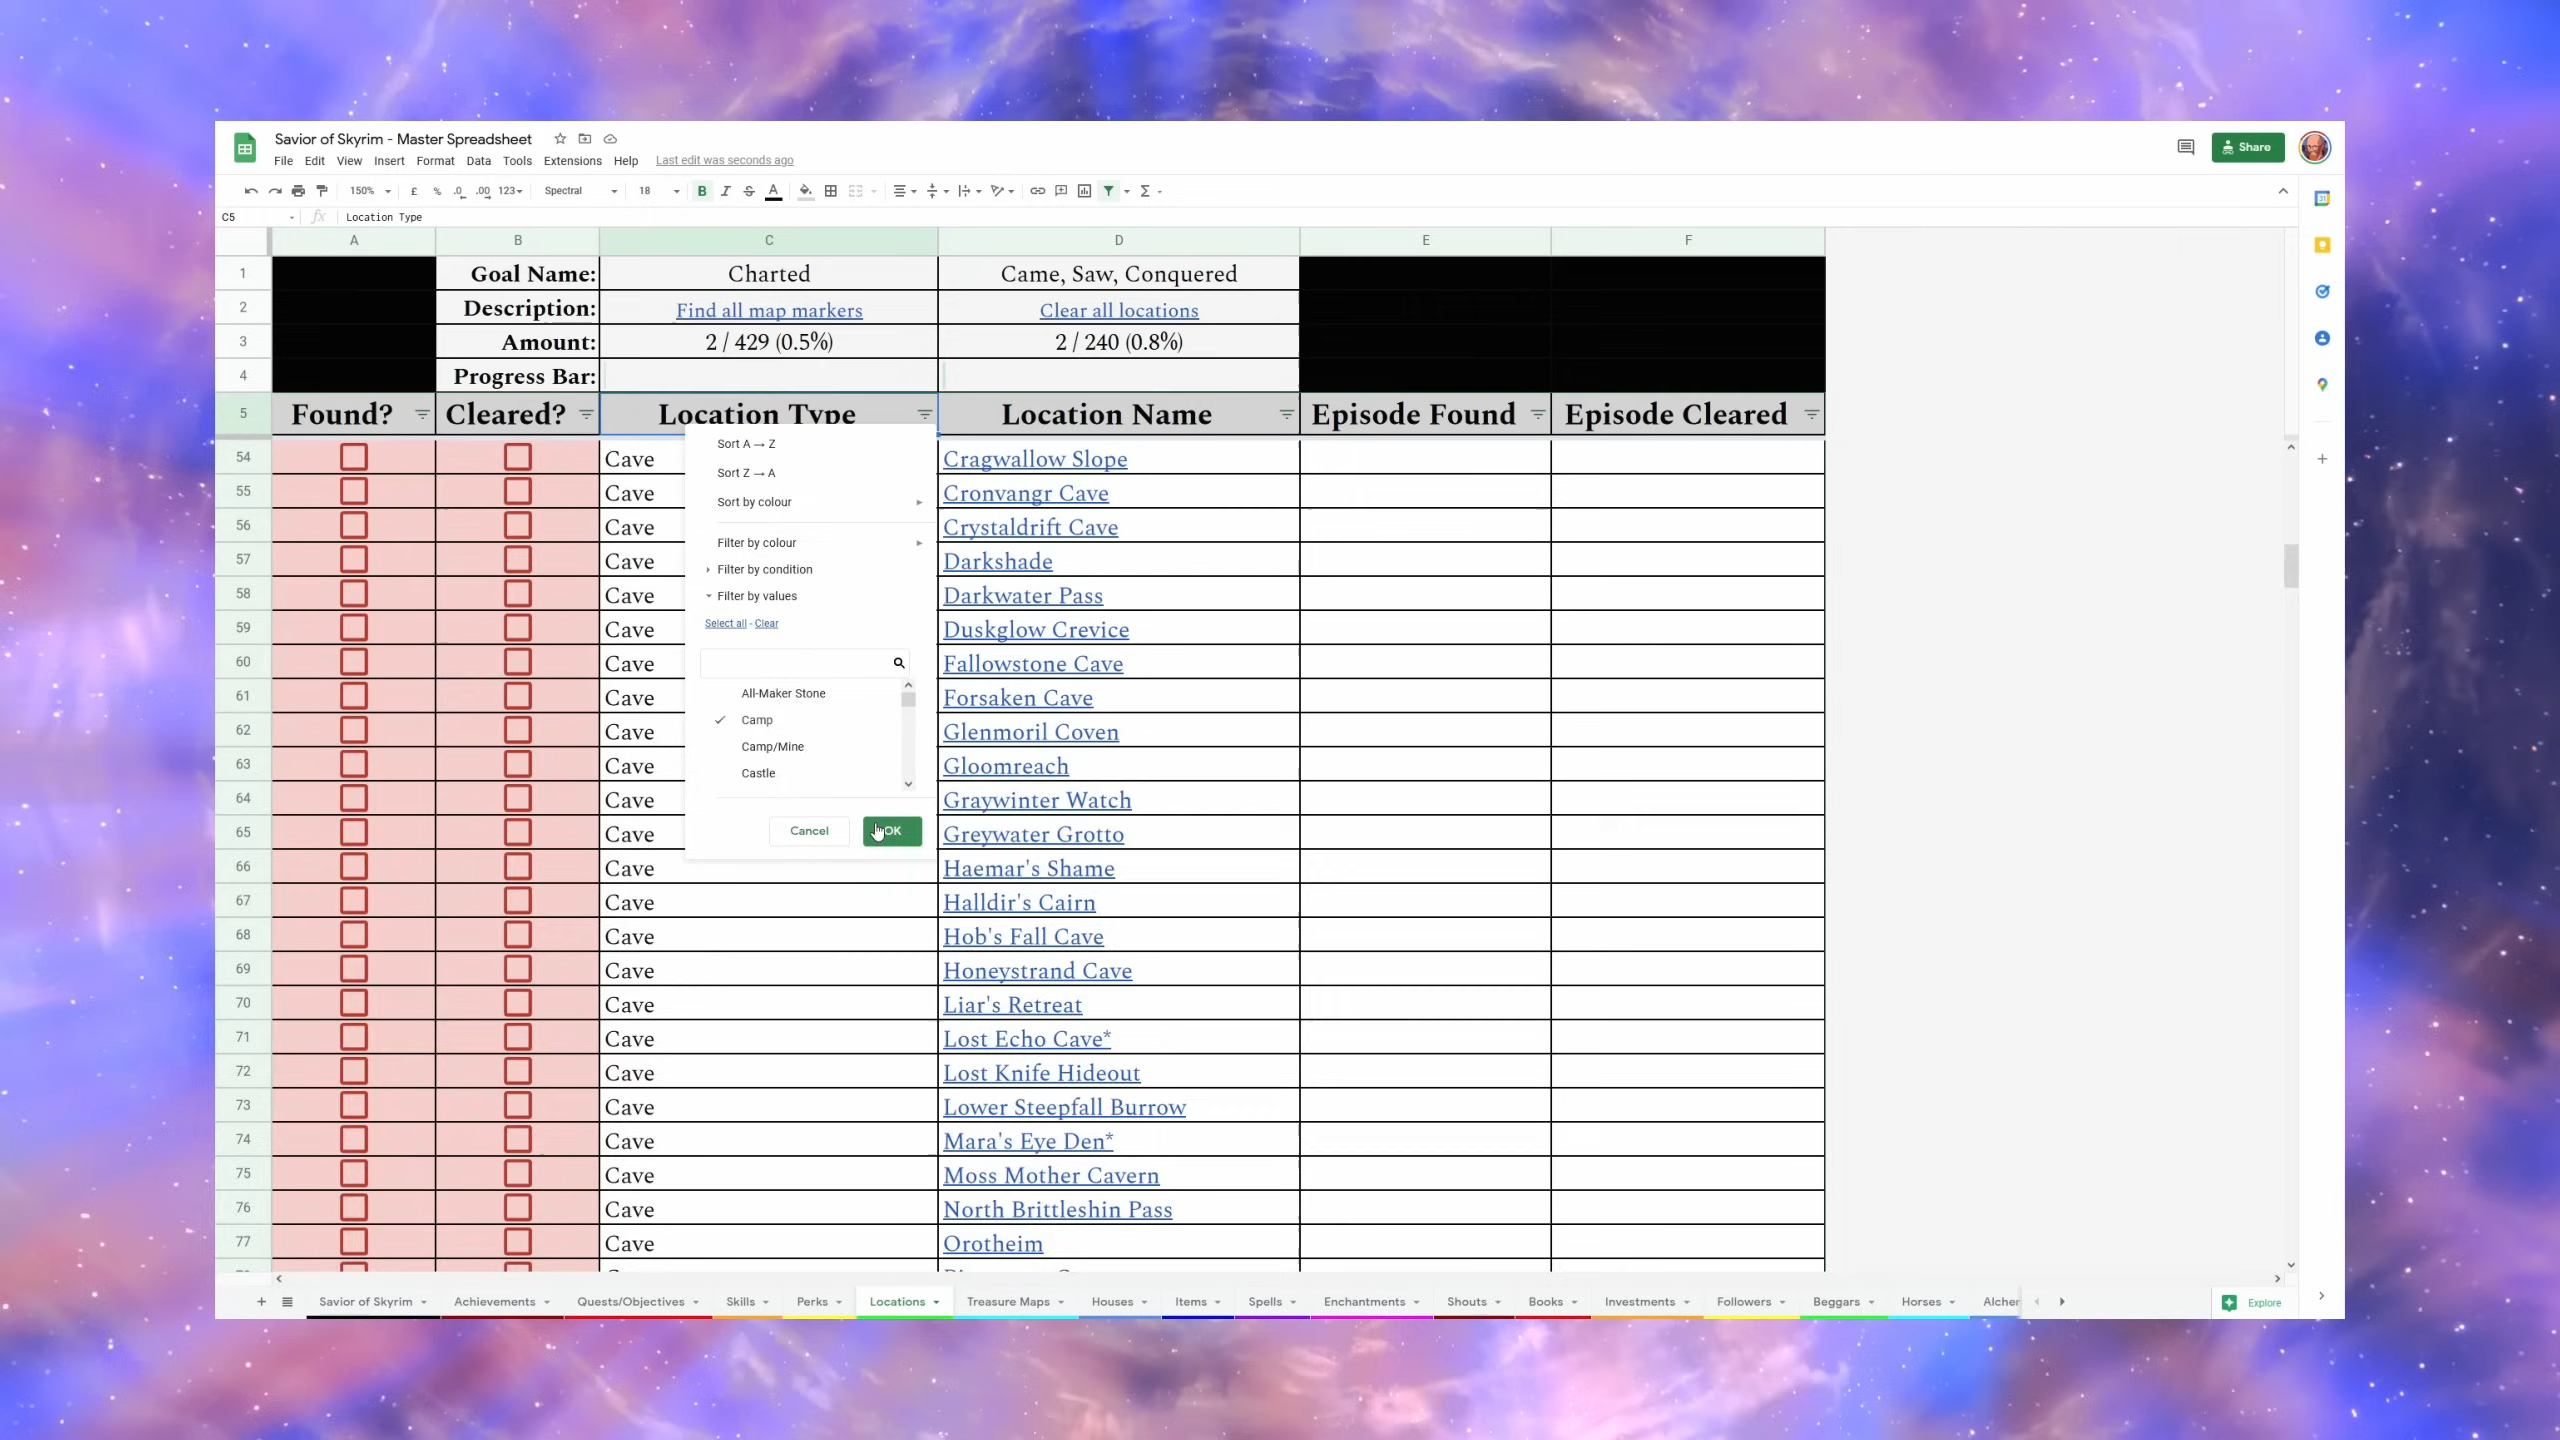 Savior of Skyrim - Master Spreadsheet
File Edit View Insert Format Data Tools Extensions Help Last edit was seconds ago
Share
150% £ % .0 .00 123 Spectral 18 B I S A Σ
C5 fx Location Type
A B C D E F
1 Goal Name: Charted Came, Saw, Conquered
2 Description: Find all map markers Clear all locations
3 Amount: 2 / 429 (0.5%) 2 / 240 (0.8%)
4 Progress Bar:
5 Found? Cleared? Location Type Location Name Episode Found Episode Cleared
54 Cave Cragwallow Slope
55 Cave Cronvangr Cave
56 Cave Crystaldrift Cave
57 Cave Darkshade
58 Cave Darkwater Pass
59 Cave Duskglow Crevice
60 Cave Fallowstone Cave
61 Cave Forsaken Cave
62 Cave Glenmoril Coven
63 Cave Gloomreach
64 Cave Graywinter Watch
65 Cave Greywater Grotto
66 Cave Haemar's Shame
67 Cave Halldir's Cairn
68 Cave Hob's Fall Cave
69 Cave Honeystrand Cave
70 Cave Liar's Retreat
71 Cave Lost Echo Cave*
72 Cave Lost Knife Hideout
73 Cave Lower Steepfall Burrow
74 Cave Mara's Eye Den*
75 Cave Moss Mother Cavern
76 Cave North Brittleshin Pass
77 Cave Orotheim
Sort A → Z
Sort Z → A
Sort by colour
Filter by colour
Filter by condition
Filter by values
Select all - Clear
All-Maker Stone
Camp
Camp/Mine
Castle
Cancel OK
Savior of Skyrim Achievements Quests/Objectives Skills Perks Locations Treasure Maps Houses Items Spells Enchantments Shouts Books Investments Followers Beggars Horses Alcher Explore